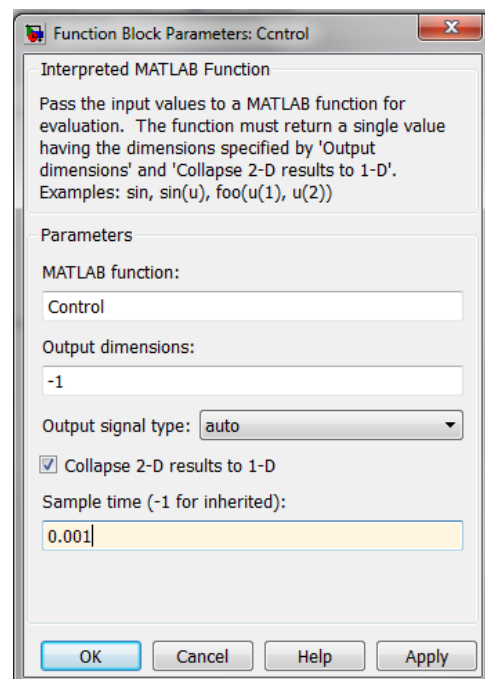 Function Block Parameters: Ccntrol
Interpreted MATLAB Function
Pass the input values to a MATLAB function for
evaluation. The function must return a single value
having the dimensions specified by 'Output
dimensions' and 'Collapse 2-D results to 1-D'.
Examples: sin, sin(u), foo(u(1), u(2))
Parameters
MATLAB function:
Control
Output dimensions:
-1
Output signal type: auto
Collapse 2-D results to 1-D
Sample time (-1 for inherited):
0.001
OK Cancel Help Apply